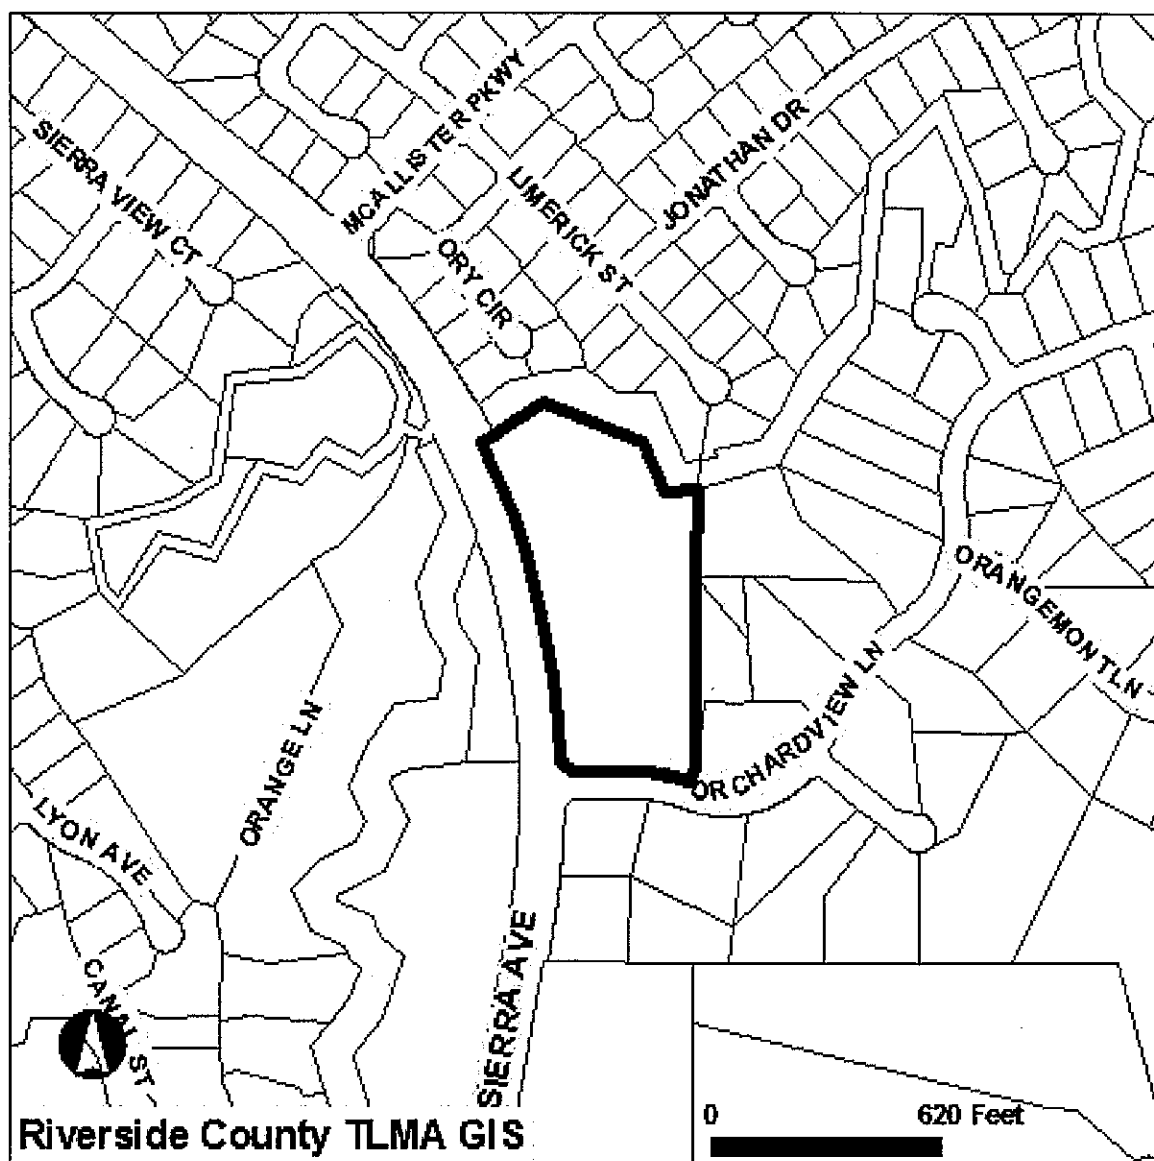 MCALLISTER PKWY
SIERRA VIEW CT
JONATHAN DR
LIMERICK ST
ORY CIR
ORANGEMONT LN
ORCHARDVIEW LN
ORANGE LN
LYON AVE
SIERRA AVE
CANAL ST
0 620 Feet
Riverside County TLMA GIS